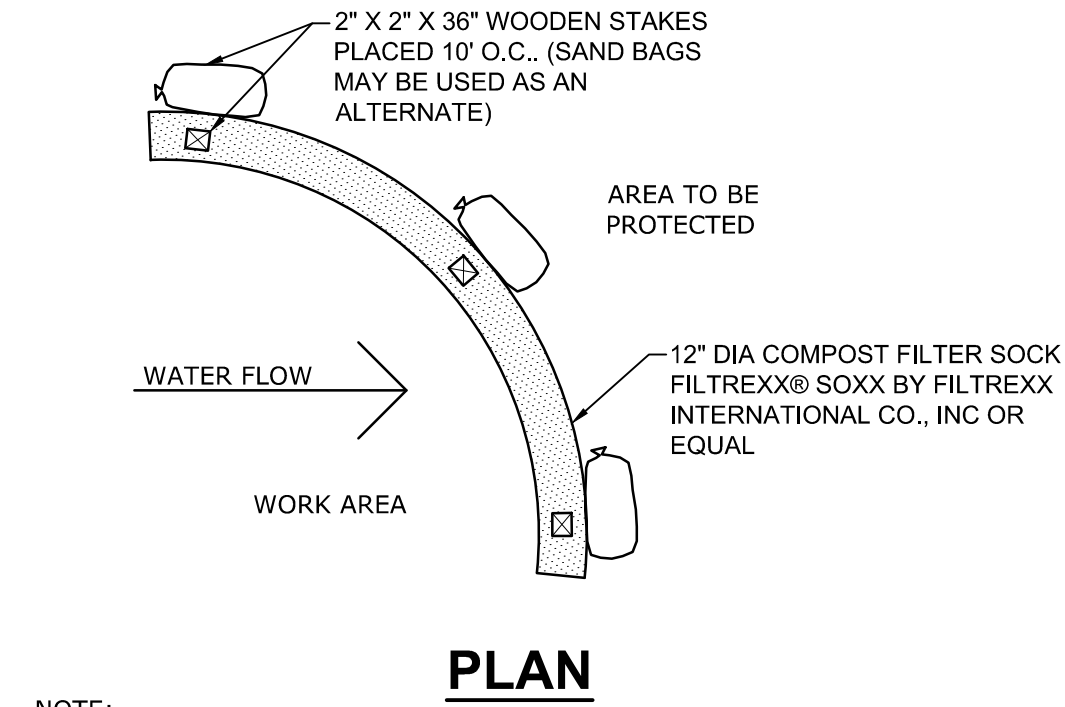 2" X 2" X 36" WOODEN STAKES
PLACED 10' O.C.. (SAND BAGS
MAY BE USED AS AN
ALTERNATE)
AREA TO BE
PROTECTED
12" DIA COMPOST FILTER SOCK
FILTREXX® SOXX BY FILTREXX
INTERNATIONAL CO., INC OR
EQUAL
WATER FLOW
WORK AREA
PLAN
NOTE: